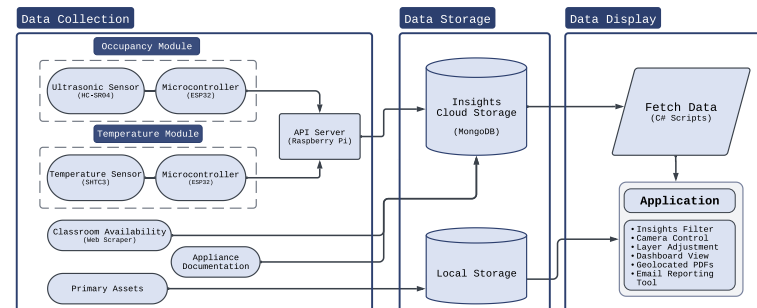 Data Collection
Data Storage
Data Display
Occupancy Module
Ultrasonic Sensor
(HC-SR04)
Microcontroller
(ESP32)
Temperature Module
Temperature Sensor
(SHTC3)
Microcontroller
(ESP32)
API Server
(Raspberry Pi)
Classroom Availability
(Web Scraper)
Appliance
Documentation
Primary Assets
Insights
Cloud Storage
(MongoDB)
Local Storage
Fetch Data
(C# Scripts)
Application
• Insights Filter
• Camera Control
• Layer Adjustment
• Dashboard View
• Geolocated PDFs
• Email Reporting
Tool